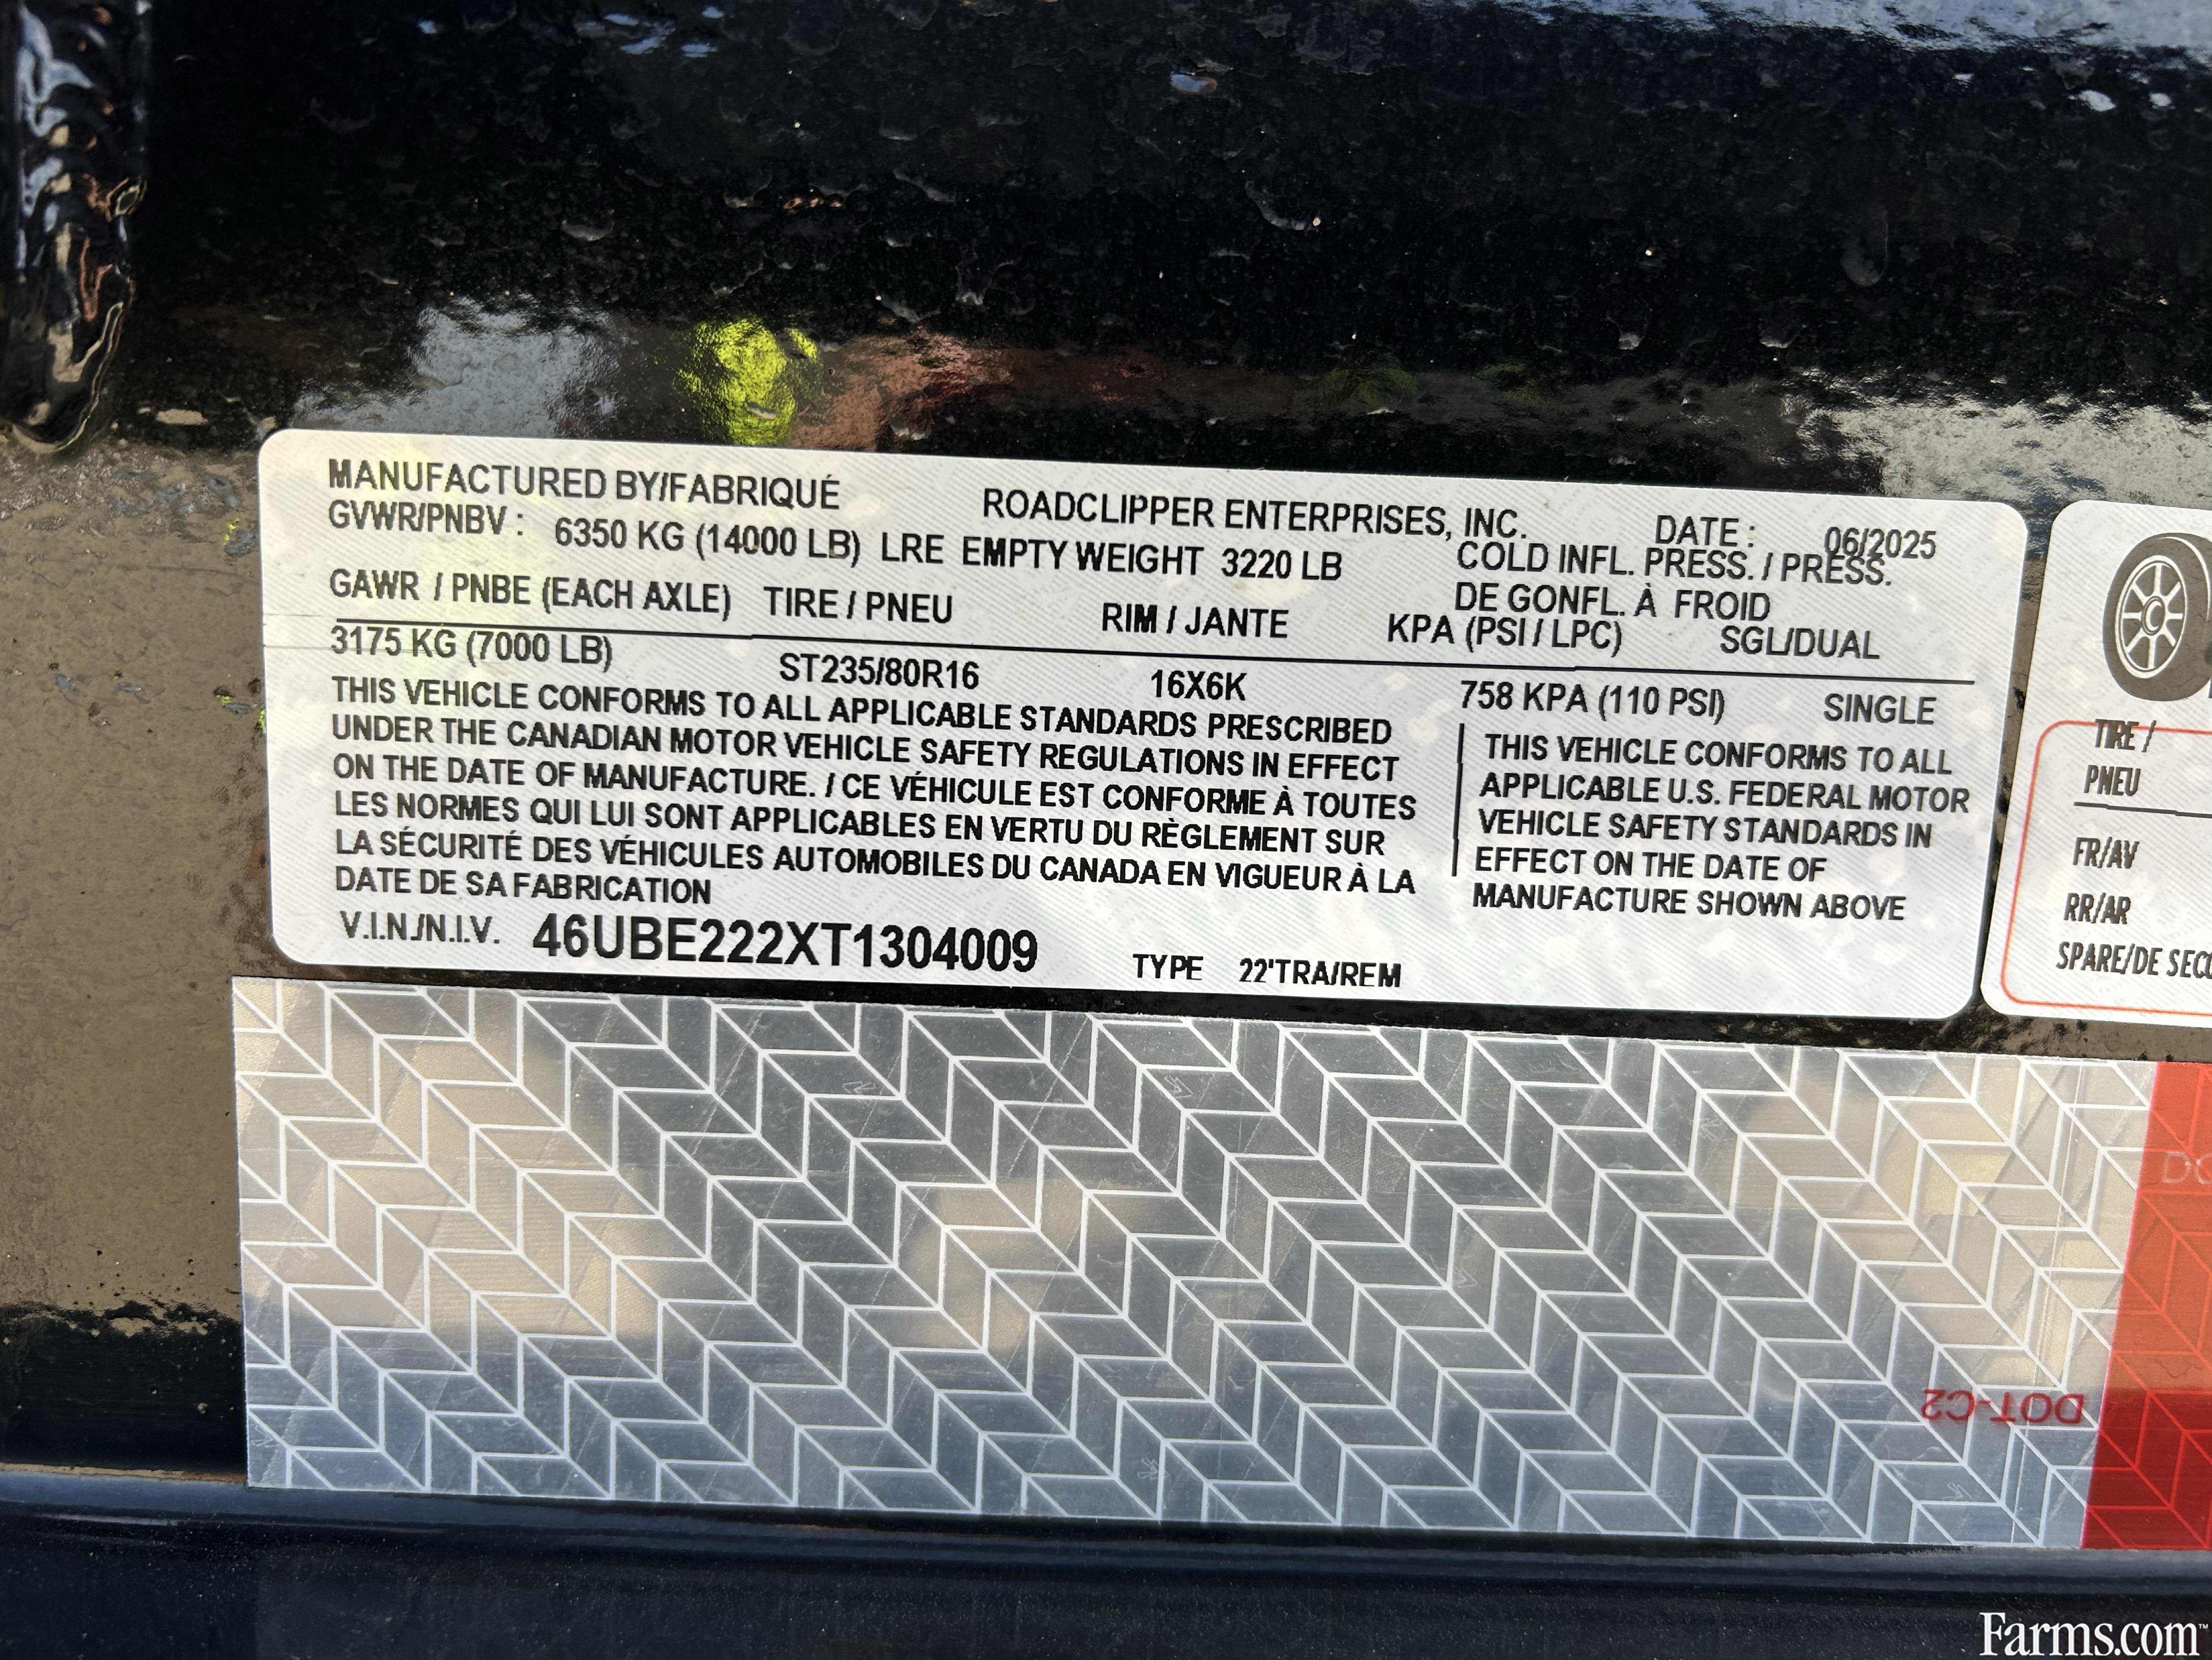 MANUFACTURED BY/FABRIQUÉ ROADCLIPPER ENTERPRISES, INC. DATE : 06/2025
GVWR/PNBV : 6350 KG (14000 LB) LRE EMPTY WEIGHT 3220 LB COLD INFL. PRESS. / PRESS.
DE GONFL. À FROID
GAWR / PNBE (EACH AXLE) TIRE / PNEU RIM / JANTE KPA (PSI / LPC) SGL/DUAL
3175 KG (7000 LB) ST235/80R16 16X6K 758 KPA (110 PSI) SINGLE
THIS VEHICLE CONFORMS TO ALL APPLICABLE STANDARDS PRESCRIBED
UNDER THE CANADIAN MOTOR VEHICLE SAFETY REGULATIONS IN EFFECT
ON THE DATE OF MANUFACTURE. / CE VÉHICULE EST CONFORME À TOUTES
LES NORMES QUI LUI SONT APPLICABLES EN VERTU DU RÈGLEMENT SUR
LA SÉCURITÉ DES VÉHICULES AUTOMOBILES DU CANADA EN VIGUEUR À LA
DATE DE SA FABRICATION
THIS VEHICLE CONFORMS TO ALL
APPLICABLE U.S. FEDERAL MOTOR
VEHICLE SAFETY STANDARDS IN
EFFECT ON THE DATE OF
MANUFACTURE SHOWN ABOVE
V.I.N./N.I.V. 46UBE222XT1304009 TYPE 22'TRA/REM
TIRE /
PNEU
FR/AV
RR/AR
SPARE/DE
DOT-C2
Farms.com™